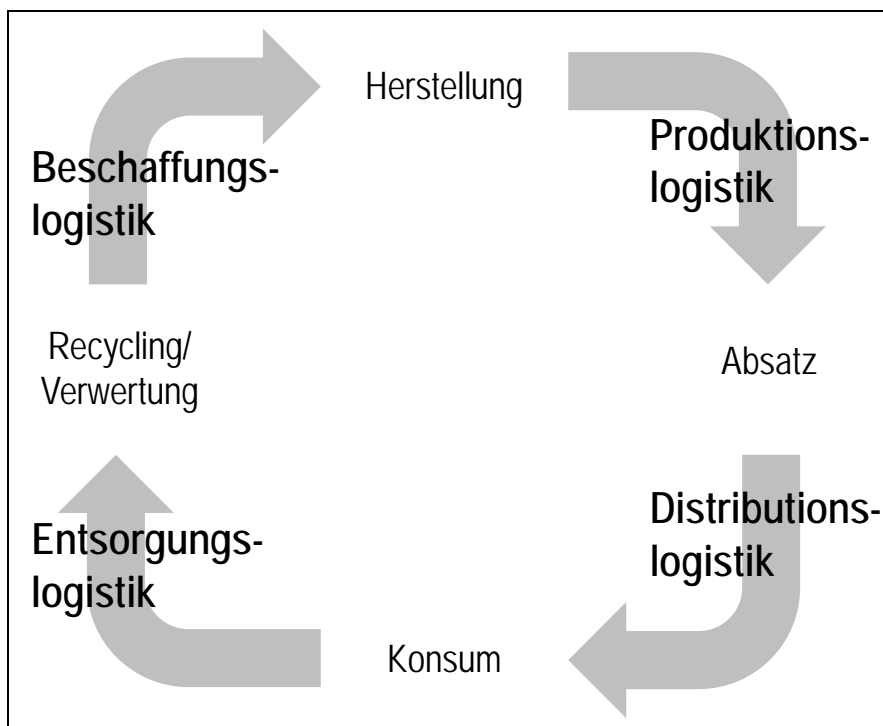 Herstellung
Produktions-
logistik
Beschaffungs-
logistik
Recycling/
Verwertung
Absatz
Distributions-
logistik
Entsorgungs-
logistik
Konsum